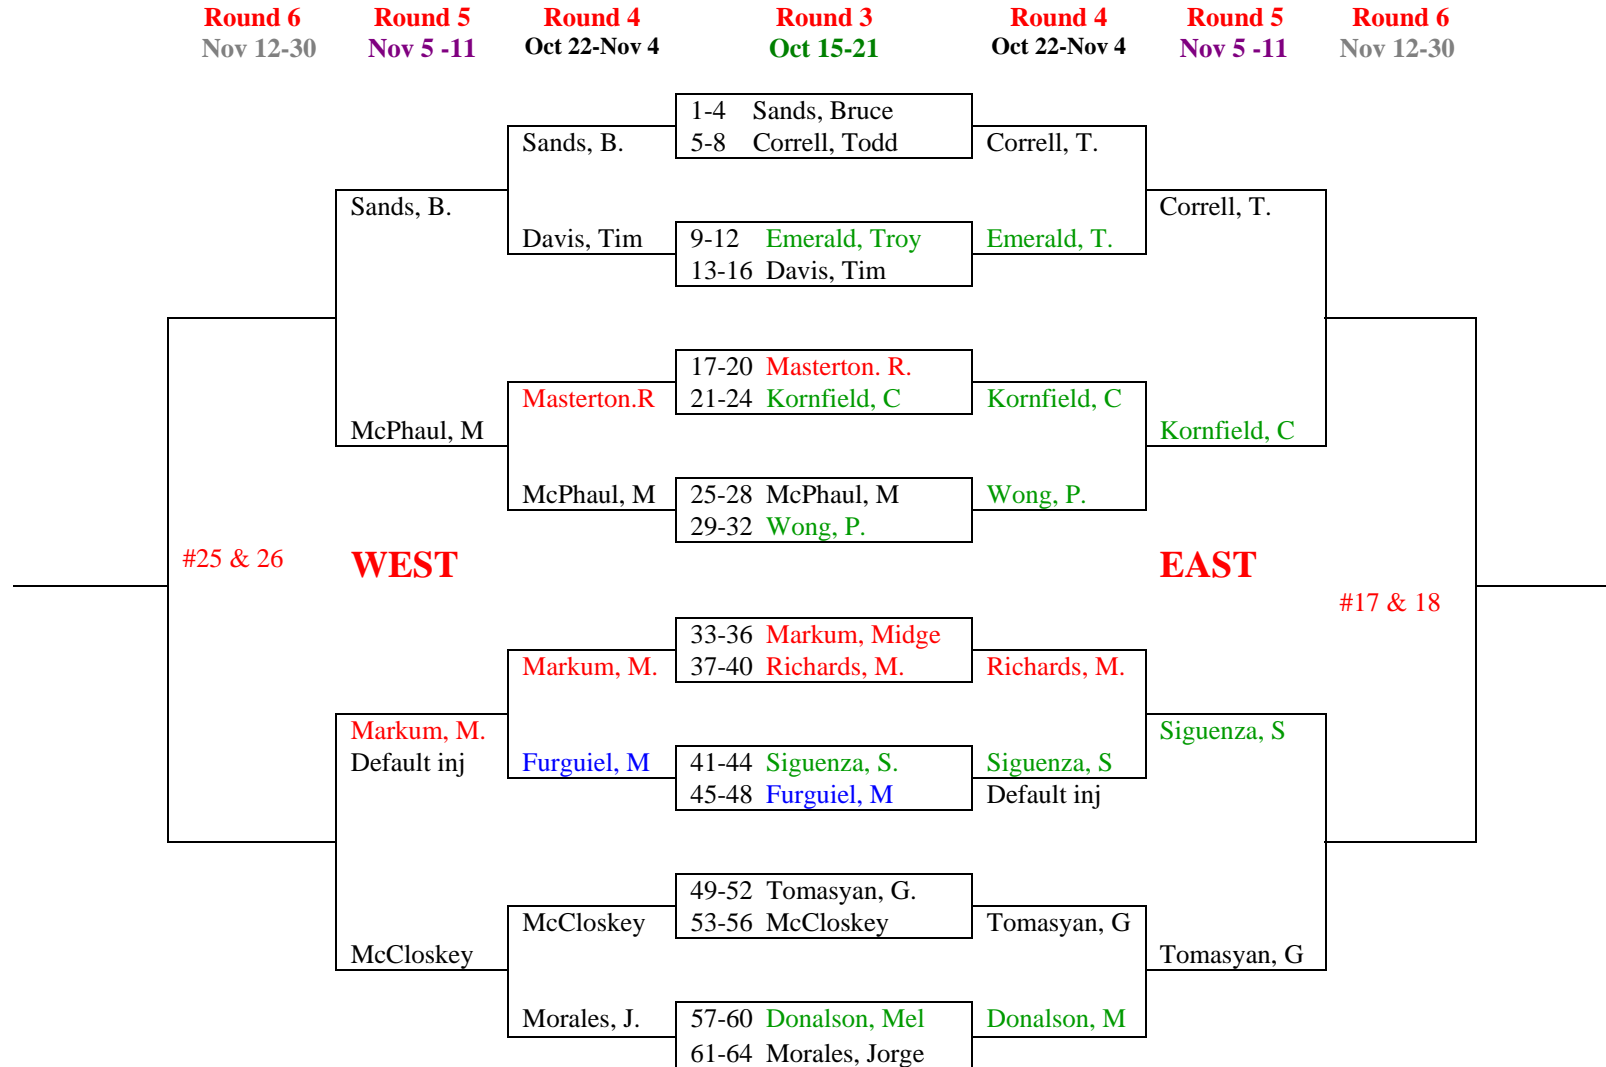 Round 6 Round 5 Round 4 Round 3 Round 4 Round 5 Round 6
Nov 12-30 Nov 5 -11 Oct 22-Nov 4 Oct 15-21 Oct 22-Nov 4 Nov 5 -11 Nov 12-30
1-4 Sands, Bruce
Sands, B. 5-8 Correll, Todd Correll, T.
Sands, B. Correll, T.
Davis, Tim 9-12 Emerald, Troy Emerald, T.
13-16 Davis, Tim
17-20 Masterton. R.
Masterton.R 21-24 Kornfield, C Kornfield, C
McPhaul, M Kornfield, C
McPhaul, M 25-28 McPhaul, M Wong, P.
29-32 Wong, P.
#25 & 26 WEST EAST
#17 & 18
33-36 Markum, Midge
Markum, M. 37-40 Richards, M. Richards, M.
Markum, M. Siguenza, S
Default inj Furguiel, M 41-44 Siguenza, S. Siguenza, S
45-48 Furguiel, M Default inj
49-52 Tomasyan, G.
McCloskey 53-56 McCloskey Tomasyan, G
McCloskey Tomasyan, G
Morales, J. 57-60 Donalson, Mel Donalson, M
61-64 Morales, Jorge